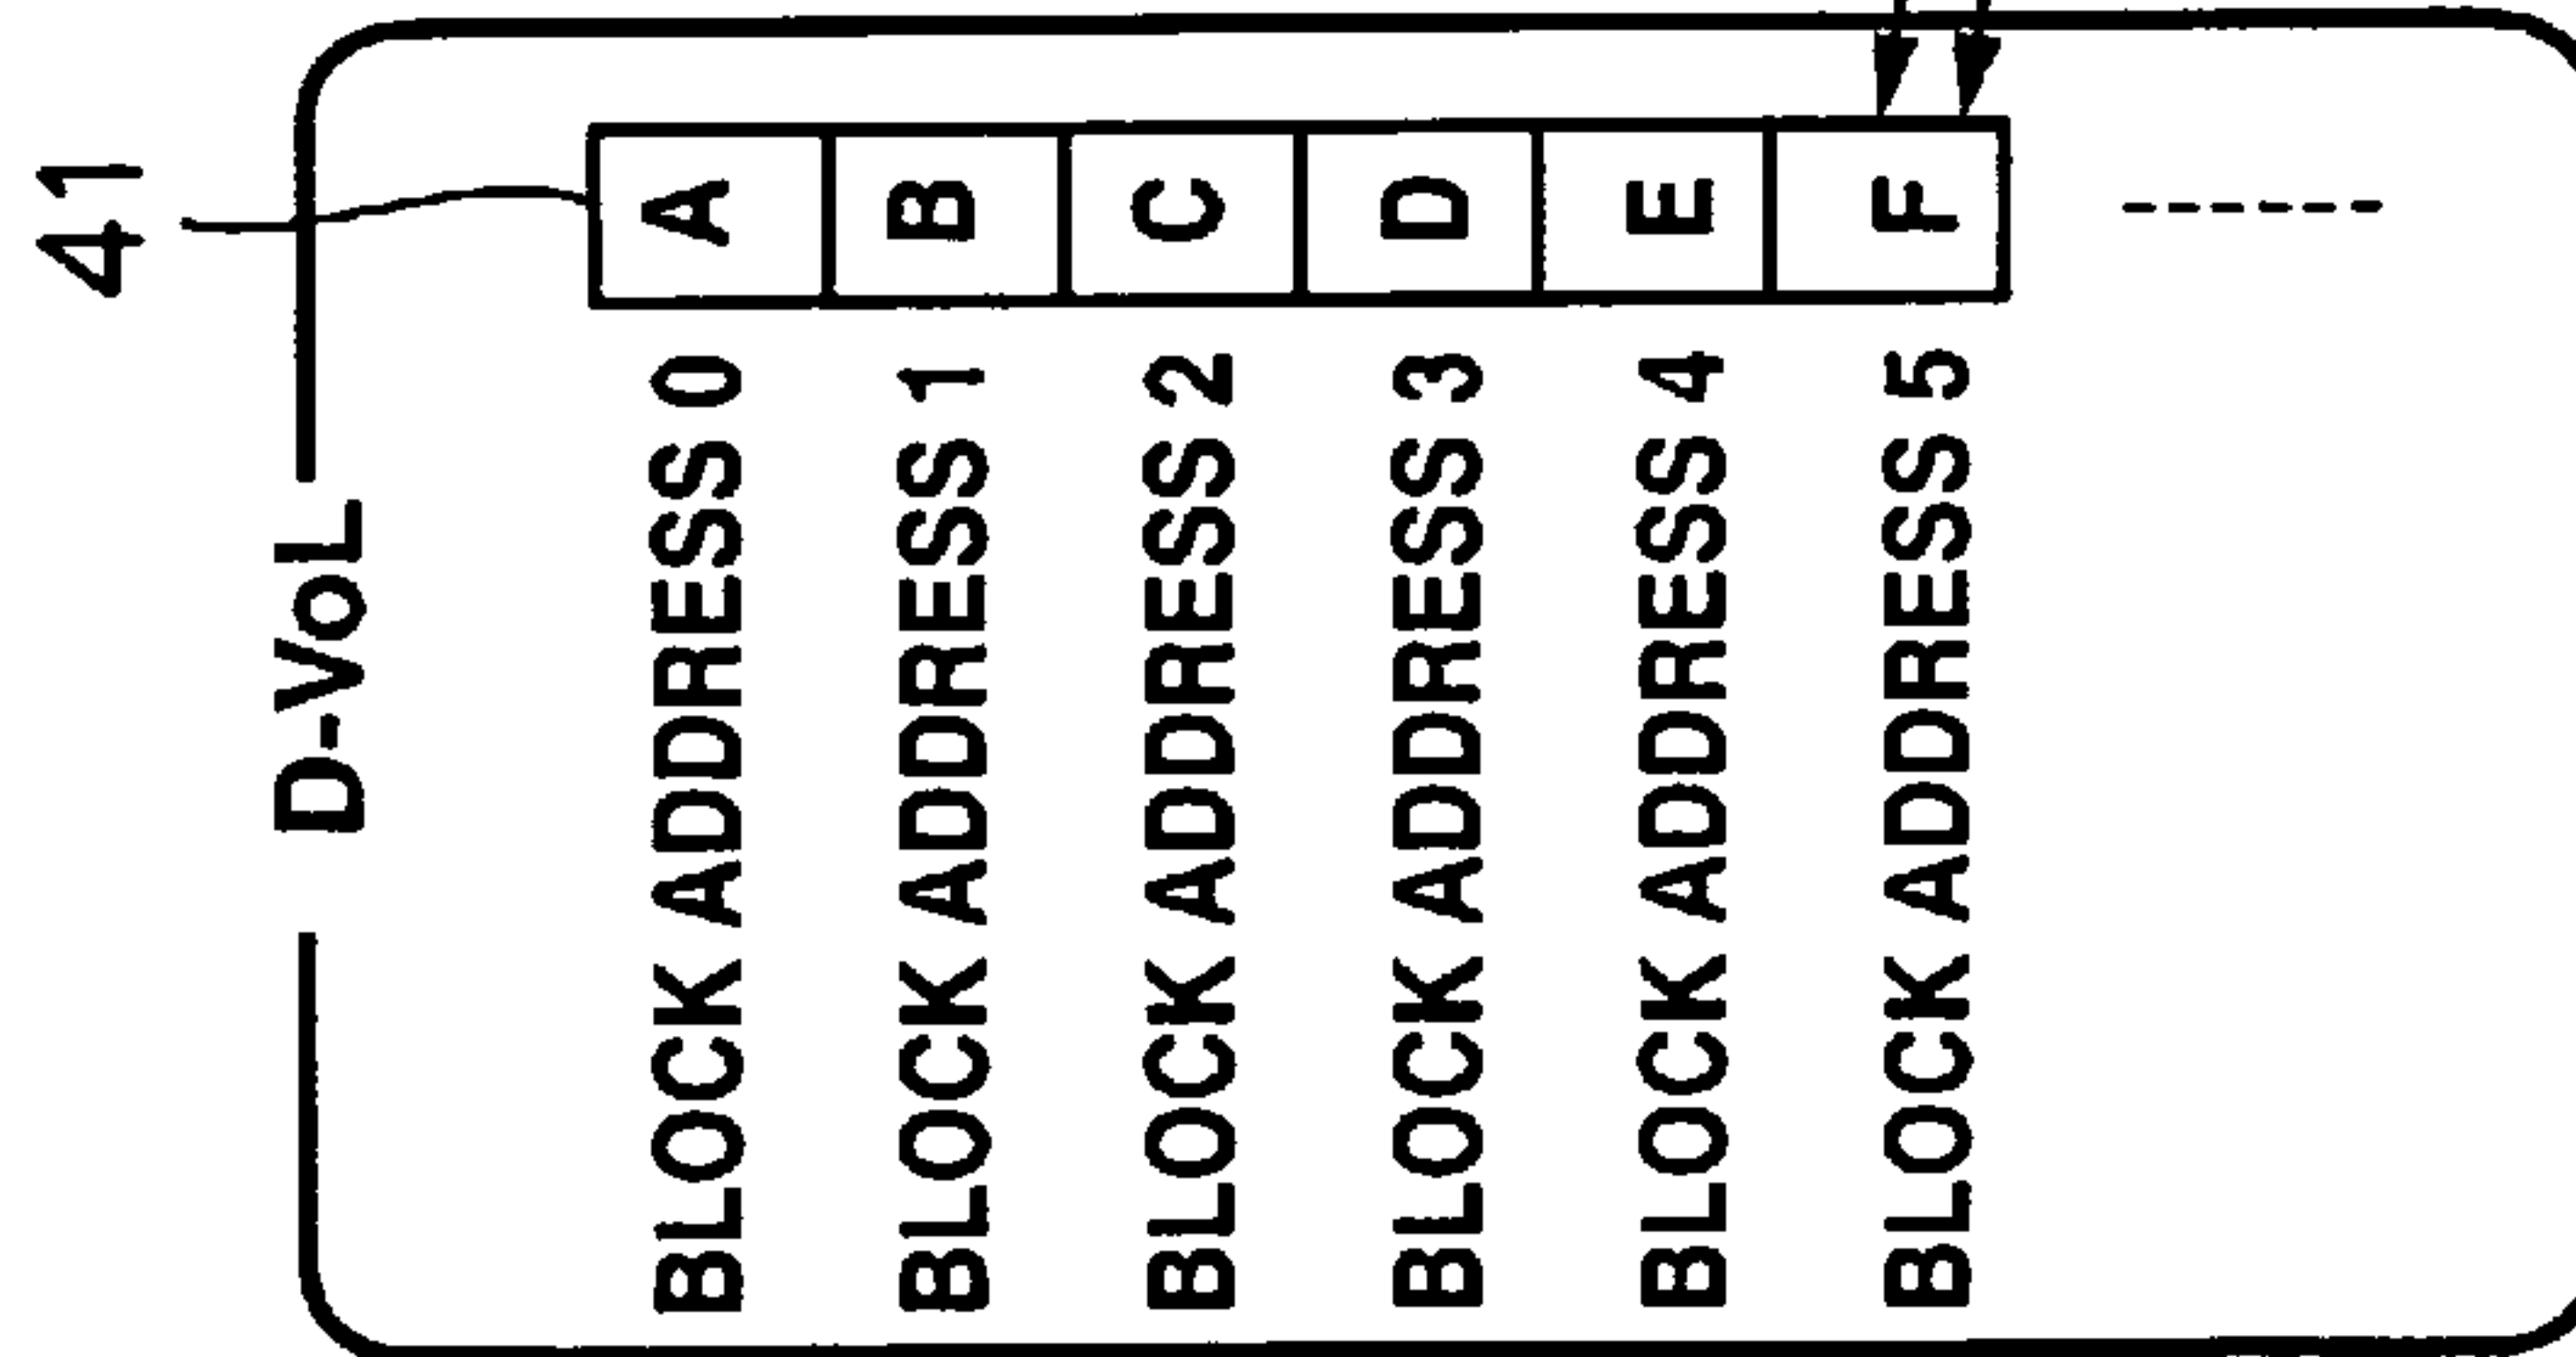 41
D-VoL
BLOCK ADDRESS 0 A
BLOCK ADDRESS 1 B
BLOCK ADDRESS 2 C
BLOCK ADDRESS 3 D
BLOCK ADDRESS 4 E
BLOCK ADDRESS 5 F